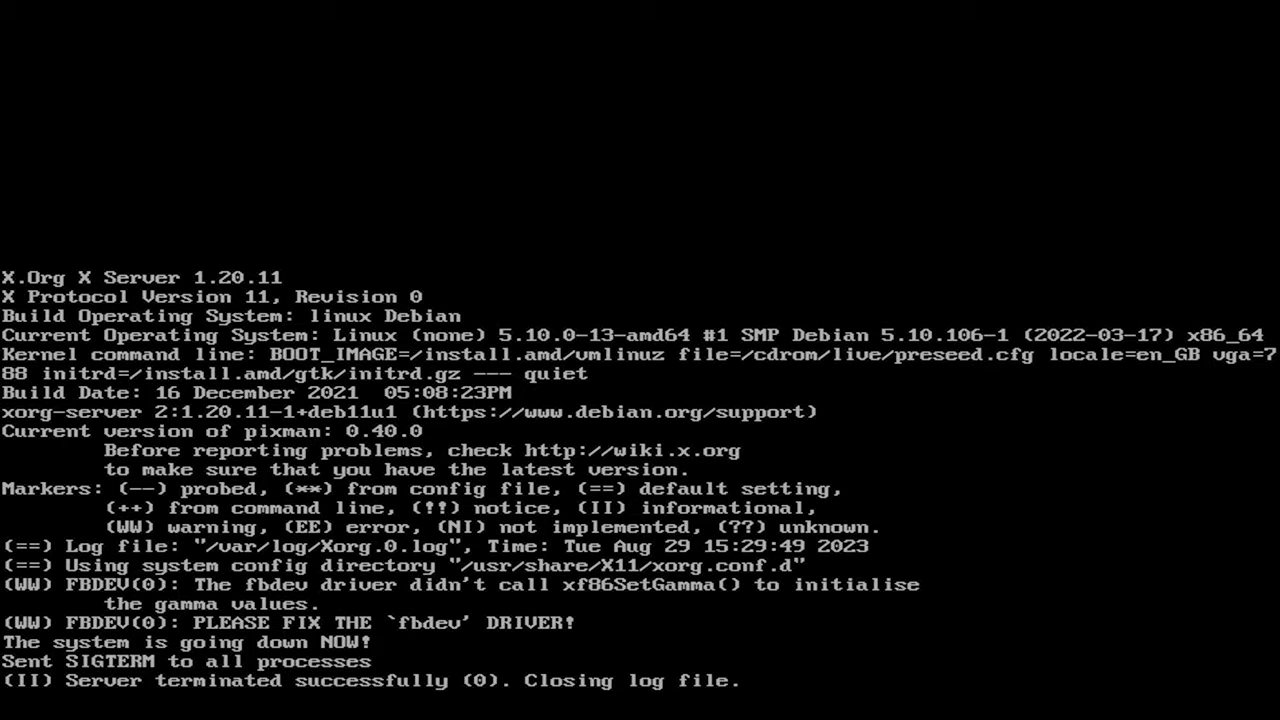 X.Org X Server 1.20.11
X Protocol Version 11, Revision 0
Build Operating System: linux Debian
Current Operating System: Linux (none) 5.10.0-13-amd64 #1 SMP Debian 5.10.106-1 (2022-03-17) x86_64
Kernel command line: BOOT_IMAGE=/install.amd/vmlinuz file=/cdrom/live/preseed.cfg locale=en_GB vga=7
88 initrd=/install.amd/gtk/initrd.gz --- quiet
Build Date: 16 December 2021  05:08:23PM
xorg-server 2:1.20.11-1+deb11u1 (https://www.debian.org/support)
Current version of pixman: 0.40.0
        Before reporting problems, check http://wiki.x.org
        to make sure that you have the latest version.
Markers: (--) probed, (**) from config file, (==) default setting,
        (++) from command line, (!!) notice, (II) informational,
        (WW) warning, (EE) error, (NI) not implemented, (??) unknown.
(==) Log file: "/var/log/Xorg.0.log", Time: Tue Aug 29 15:29:49 2023
(==) Using system config directory "/usr/share/X11/xorg.conf.d"
(WW) FBDEV(0): The fbdev driver didn't call xf86SetGamma() to initialise
        the gamma values.
(WW) FBDEV(0): PLEASE FIX THE `fbdev' DRIVER!
The system is going down NOW!
Sent SIGTERM to all processes
(II) Server terminated successfully (0). Closing log file.